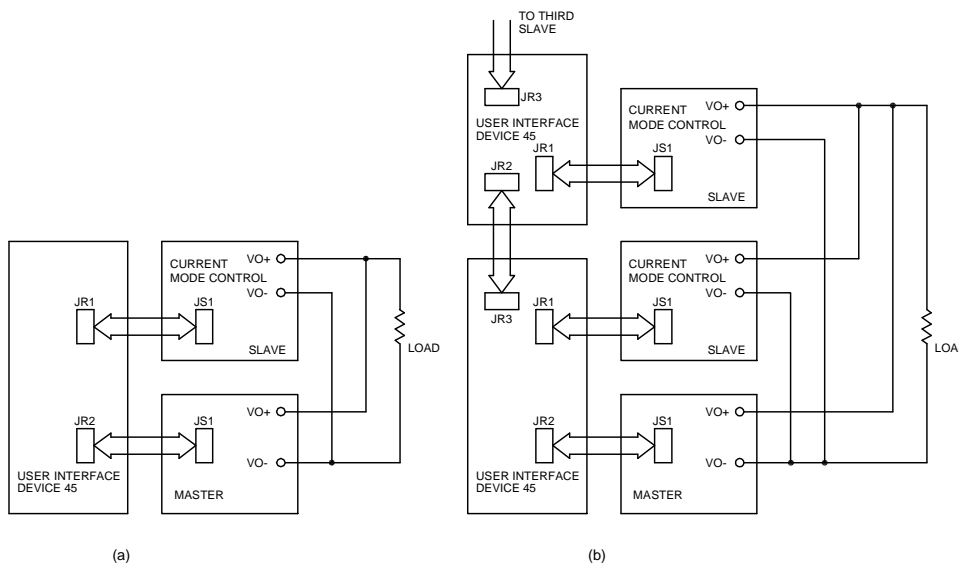 JR1
JR2
USER INTERFACE
DEVICE 45
CURRENT
MODE CONTROL
VO+
VO-
JS1
SLAVE
JS1
VO+
VO-
MASTER
LOAD
(a)
TO THIRD
SLAVE
JR3
USER INTERFACE
DEVICE 45
JR1
JR2
CURRENT
MODE CONTROL
VO+
VO-
JS1
SLAVE
JR3
JR1
JR2
USER INTERFACE
DEVICE 45
CURRENT
MODE CONTROL
VO+
VO-
JS1
SLAVE
JS1
VO+
VO-
MASTER
LOA
(b)